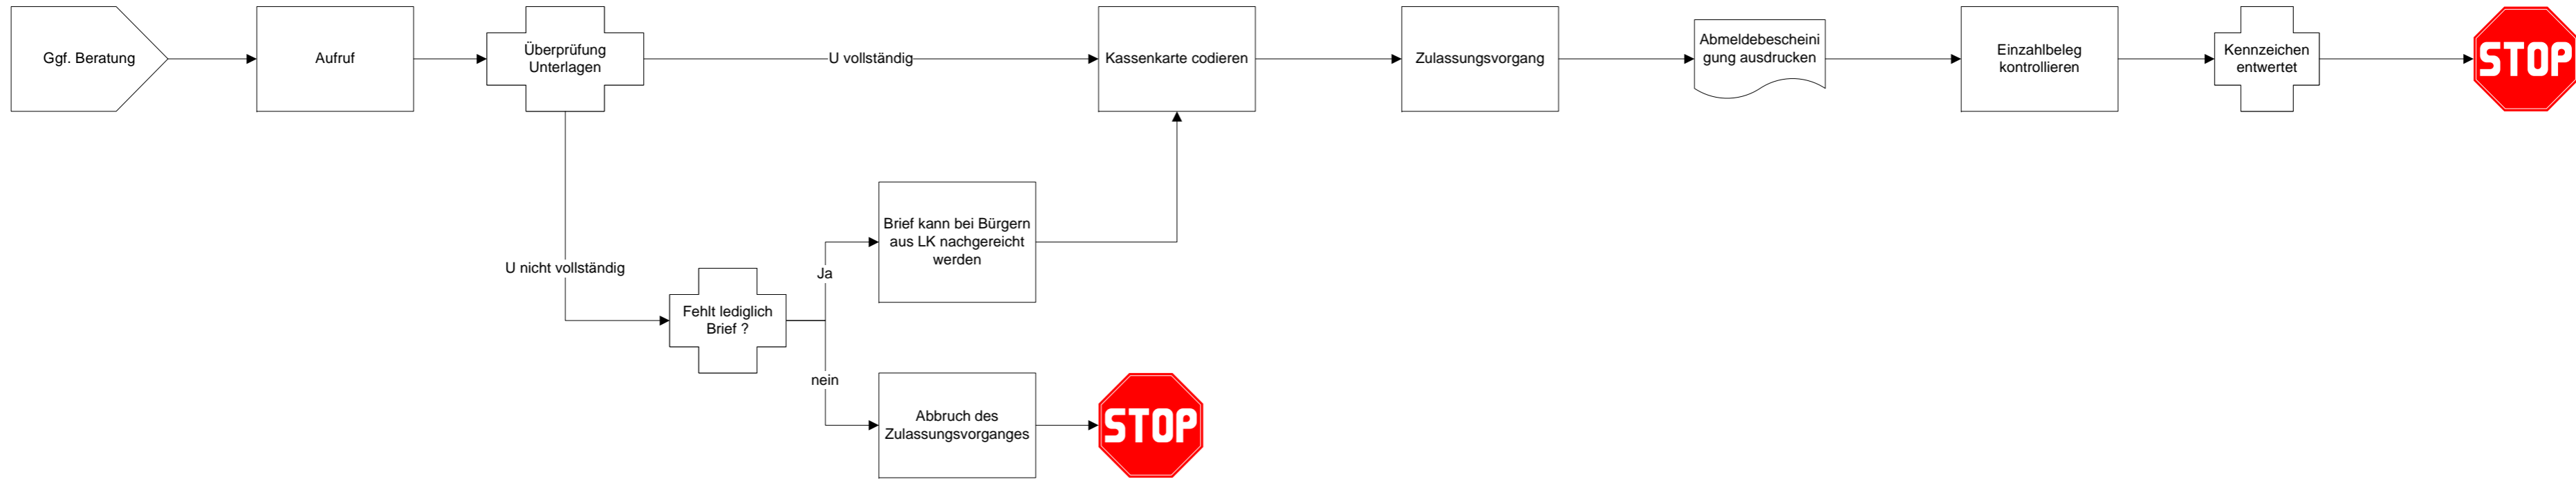 Ggf. Beratung
Aufruf
Überprüfung
Unterlagen
U vollständig
Kassenkarte codieren
Zulassungsvorgang
Abmeldebescheini
gung ausdrucken
Einzahlbeleg
kontrollieren
Kennzeichen
entwertet
STOP
U nicht vollständig
Fehlt lediglich
Brief ?
Ja
Brief kann bei Bürgern
aus LK nachgereicht
werden
nein
Abbruch des
Zulassungsvorganges
STOP